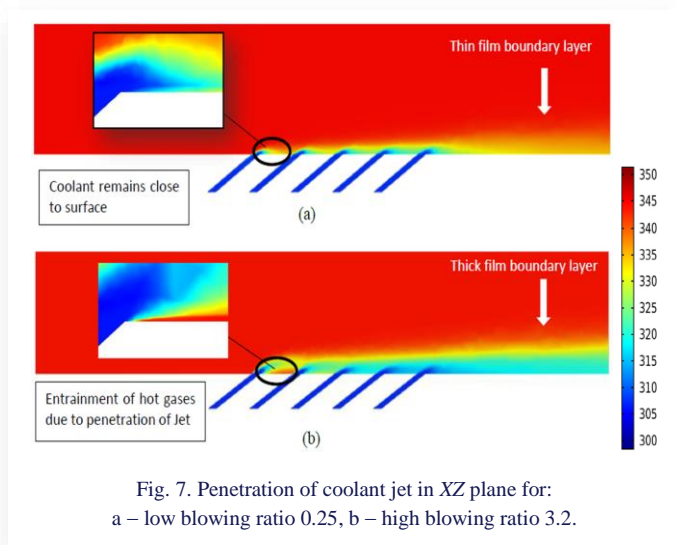 Thin film boundary layer
Coolant remains close
to surface
(a)
350
345
340
335
330
325
320
315
310
305
300
Thick film boundary layer
Entrainment of hot gases
due to penetration of Jet
(b)
Fig. 7. Penetration of coolant jet in XZ plane for:
a – low blowing ratio 0.25, b – high blowing ratio 3.2.